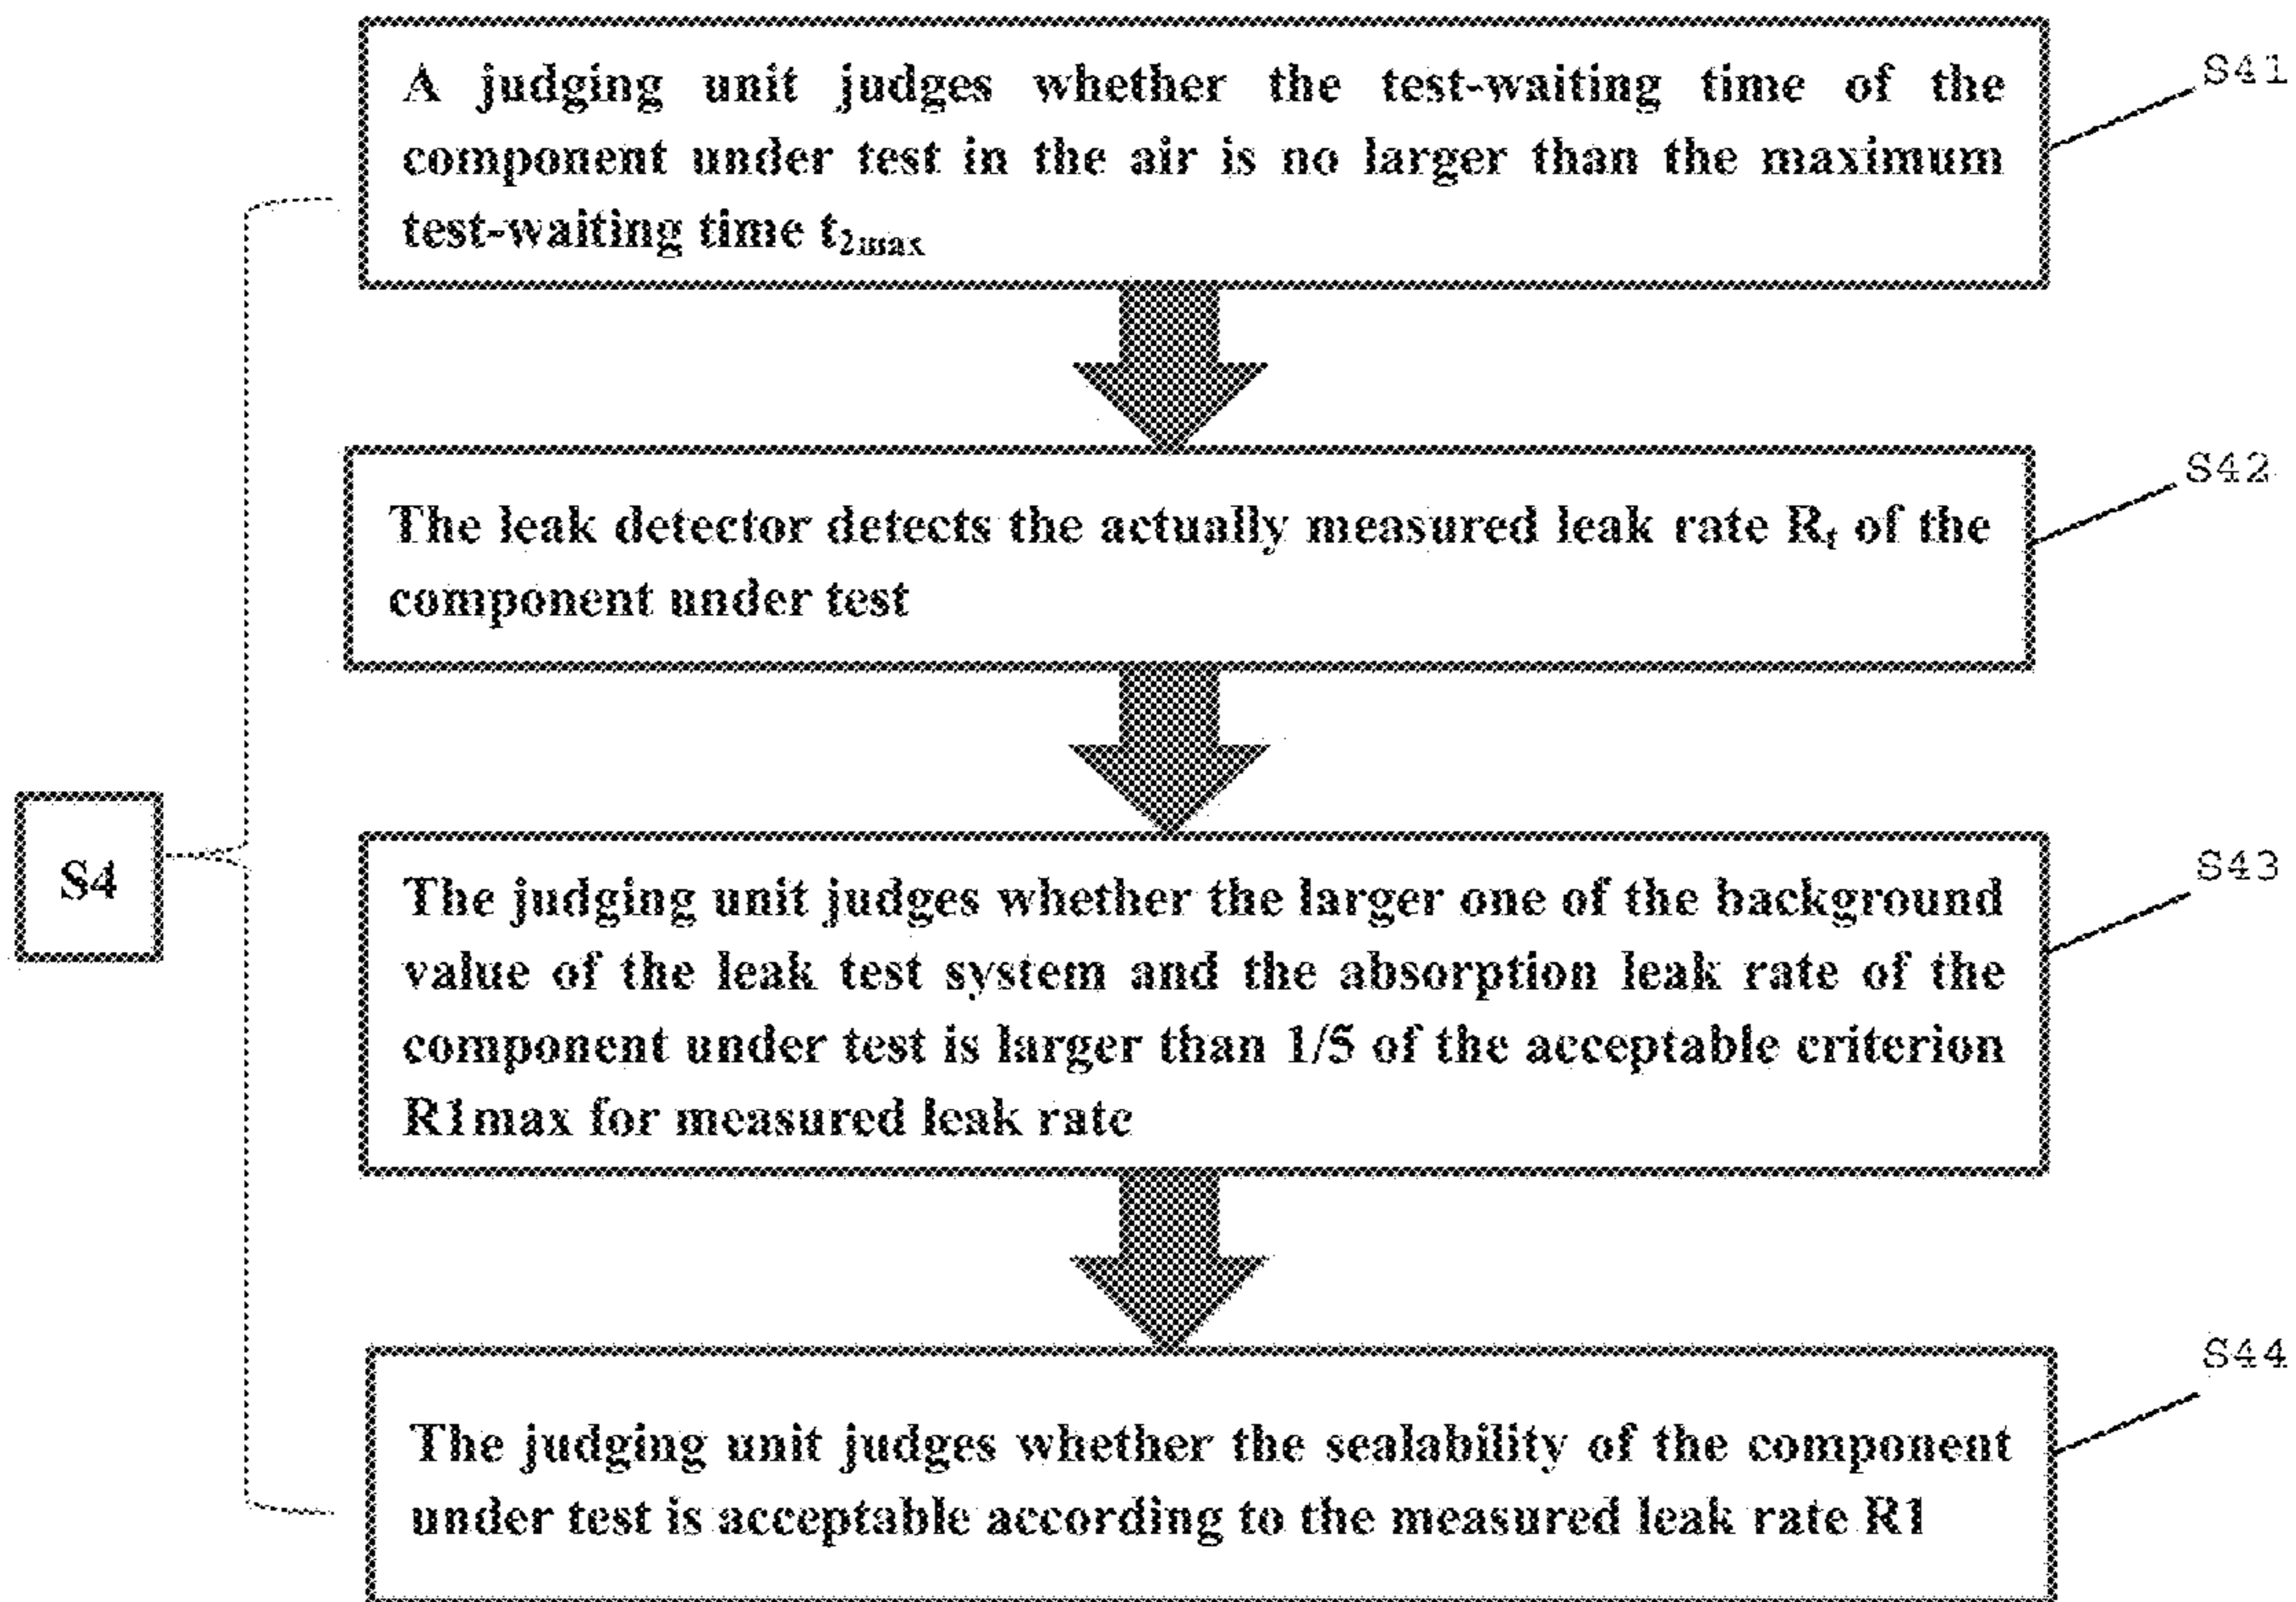 A judging unit judges whether the test-waiting time of the
component under test in the air is no larger than the maximum
test-waiting time t2max
S41
The leak detector detects the actually measured leak rate Rt of the
component under test
S42
S4
The judging unit judges whether the larger one of the background
value of the leak test system and the absorption leak rate of the
component under test is larger than 1/5 of the acceptable criterion
R1max for measured leak rate
S43
The judging unit judges whether the sealability of the component
under test is acceptable according to the measured leak rate R1
S44